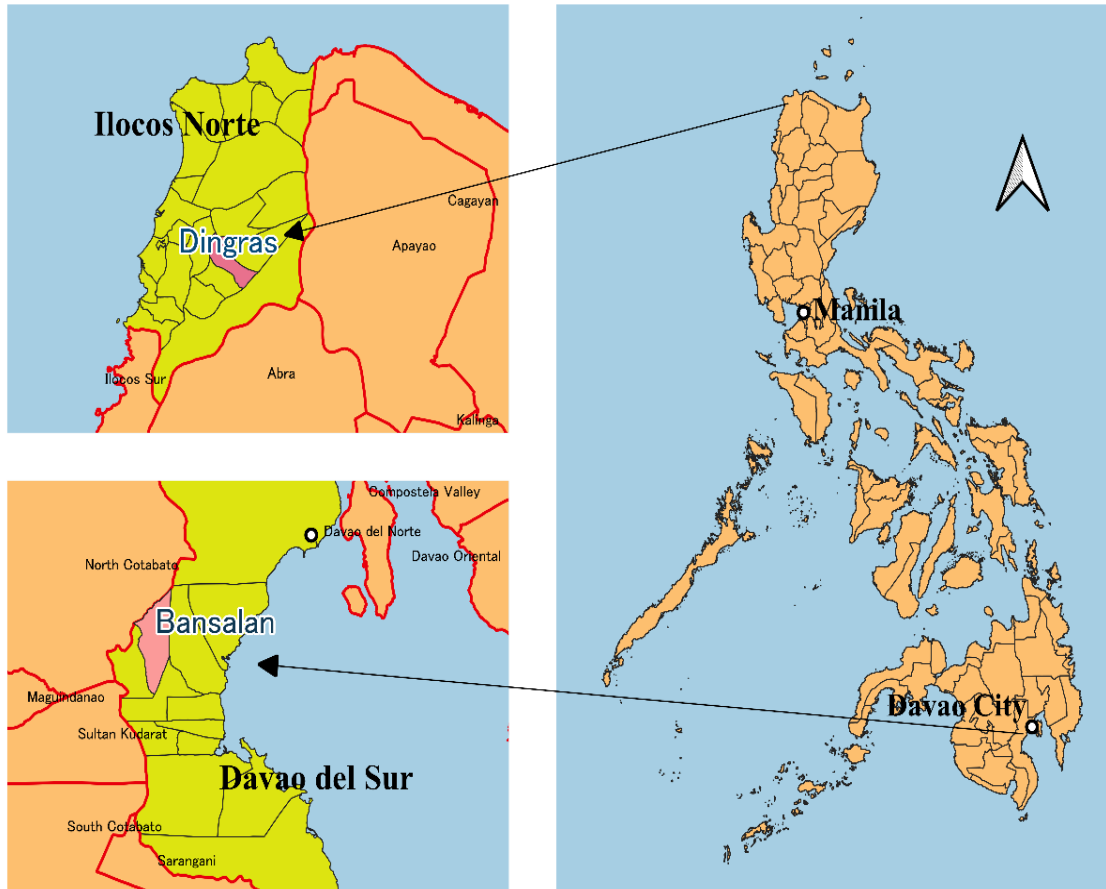 Ilocos Norte
Cagayan
Dingras
Apayao
Ilocos Sur
Abra
Kalinga
Compostela Valley
Davao del Norte
North Cotabato
Davao Oriental
Bansalan
Maguindanao
Sultan Kudarat
Davao del Sur
South Cotabato
Sarangani
Manila
Davao City